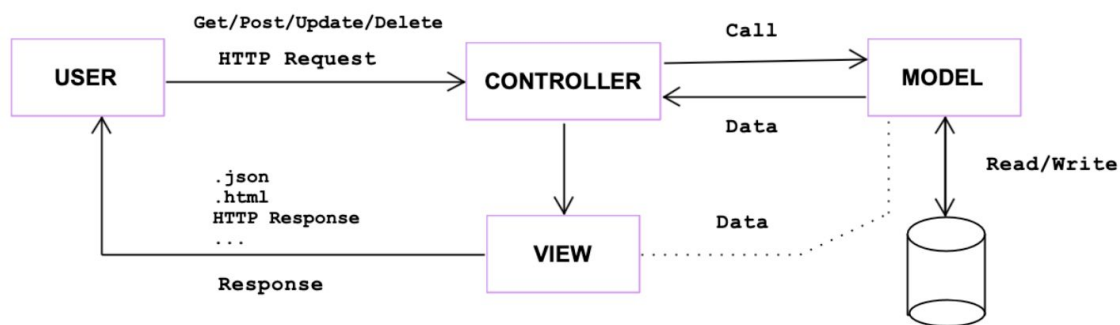 Get/Post/Update/Delete
HTTP Request
Call
USER
CONTROLLER
MODEL
Data
Read/Write
.json
.html
HTTP Response
...
Data
VIEW
Response